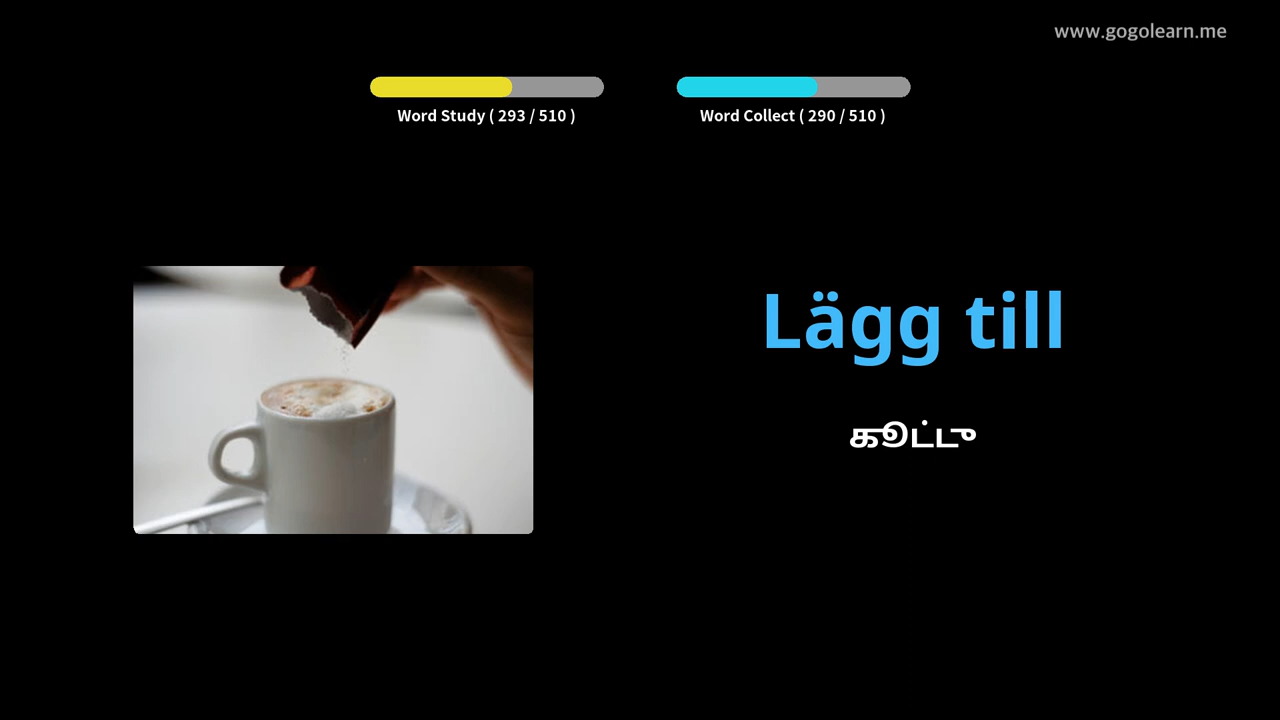 www.gogolearn.me
Word Study ( 293 / 510 )
Word Collect ( 290 / 510 )
Lägg till
கூட்டு